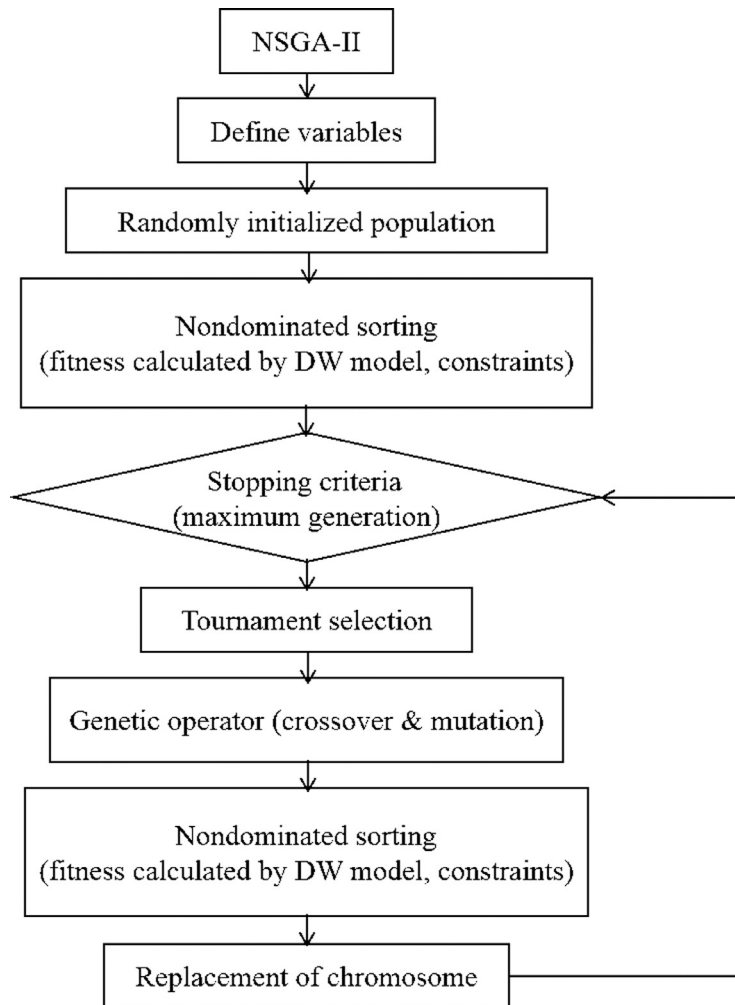 NSGA-II
Define variables
Randomly initialized population
Nondominated sorting
(fitness calculated by DW model, constraints)
Stopping criteria
(maximum generation)
Tournament selection
Genetic operator (crossover & mutation)
Nondominated sorting
(fitness calculated by DW model, constraints)
Replacement of chromosome